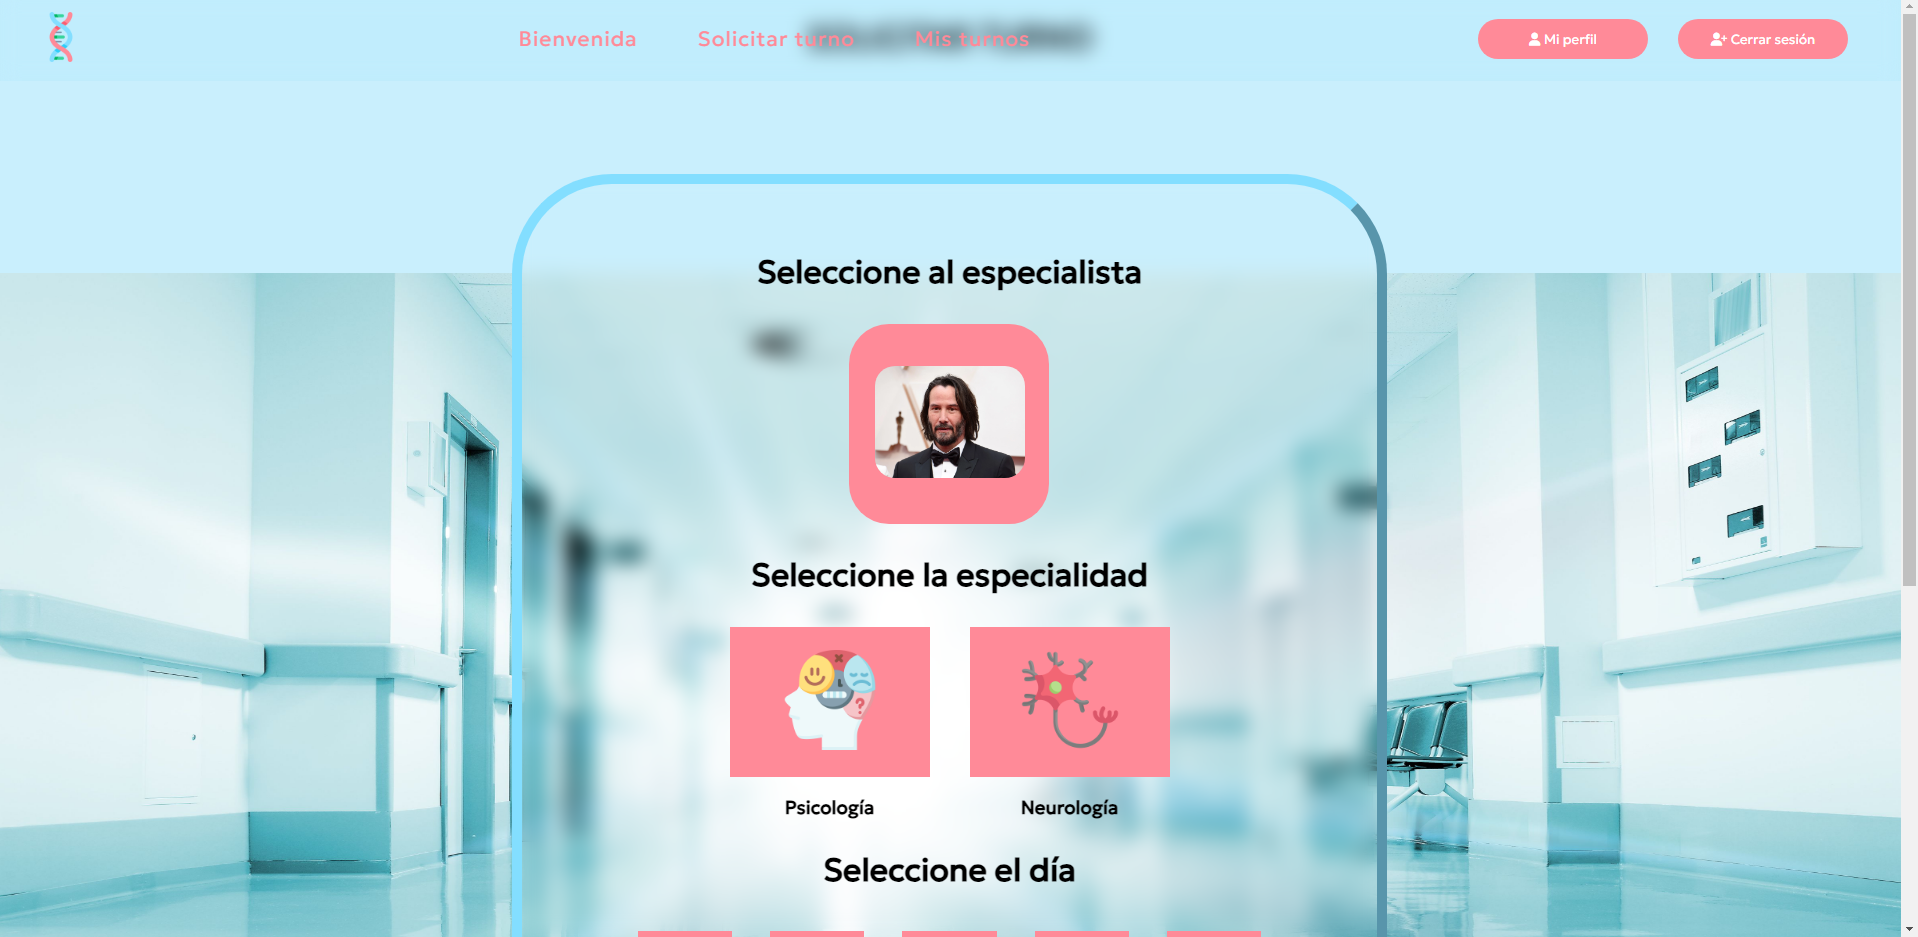 Bienvenida
Solicitar turno
Mis turnos
Mi perfil
Cerrar sesión
Seleccione al especialista
Seleccione la especialidad
Psicología
Neurología
Seleccione el día